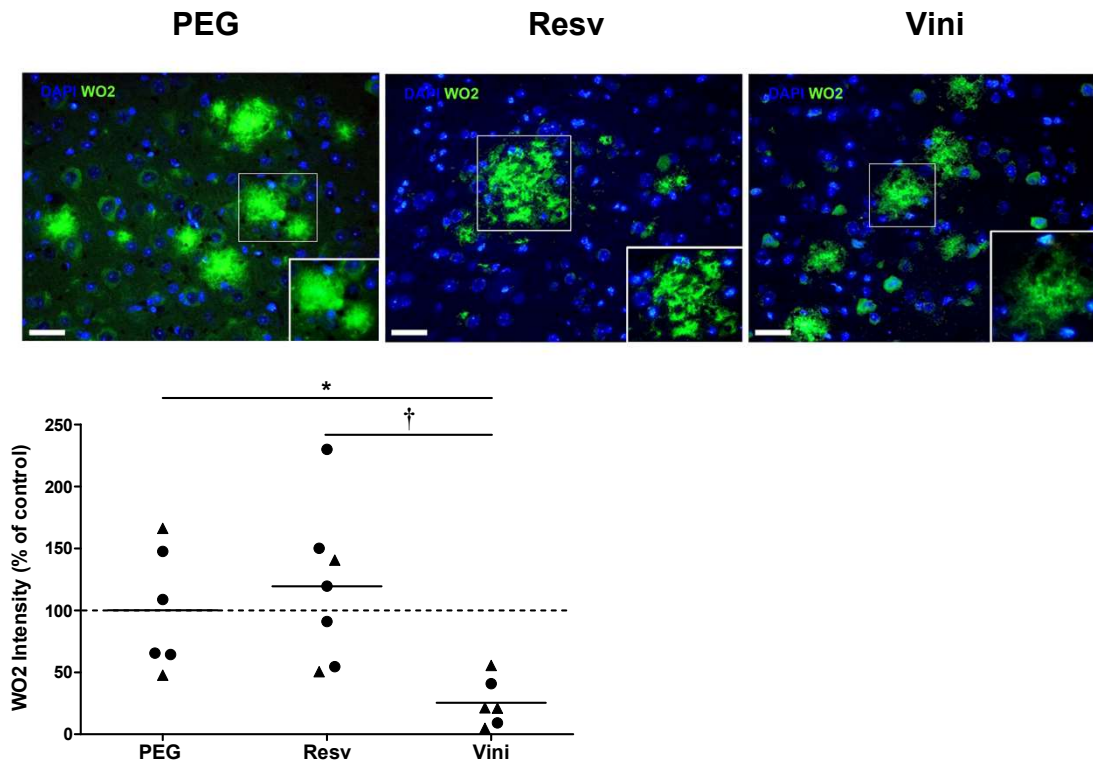 PEG Resv Vini
DAPI WO2 DAPI WO2 DAPI WO2
*
†
WO2 Intensity (% of control)
250
200
150
100
50
0
PEG Resv Vini